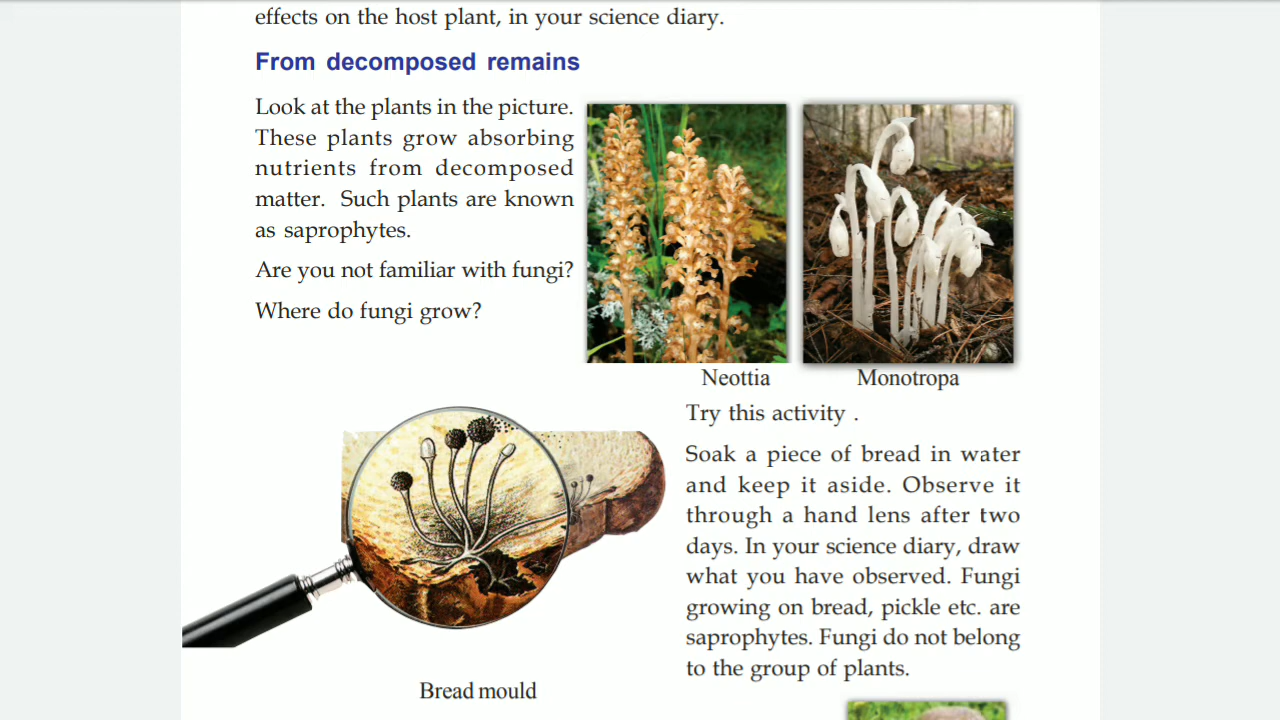 effects on the host plant, in your science diary.
From decomposed remains
Look at the plants in the picture.
These plants grow absorbing
nutrients from decomposed
matter. Such plants are known
as saprophytes.
Are you not familiar with fungi?
Where do fungi grow?
Neottia
Monotropa
Try this activity .
Soak a piece of bread in water
and keep it aside. Observe it
through a hand lens after two
days. In your science diary, draw
what you have observed. Fungi
growing on bread, pickle etc. are
saprophytes. Fungi do not belong
to the group of plants.
Bread mould